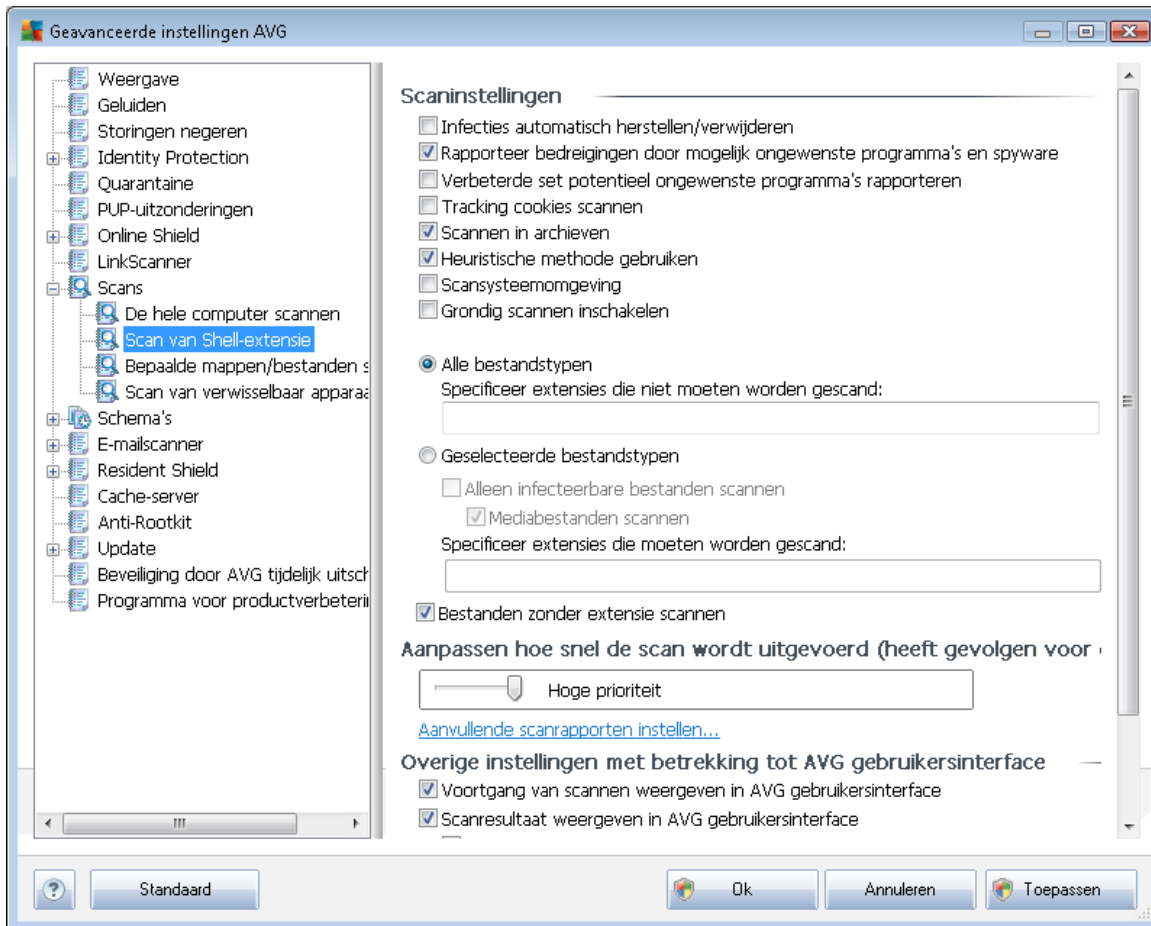 Geavanceerde instellingen AVG
Weergave
Geluiden
Storingen negeren
Identity Protection
Quarantaine
PUP-uitzonderingen
Online Shield
LinkScanner
Scans
De hele computer scannen
Scan van Shell-extensie
Bepaalde mappen/bestanden s
Scan van verwisselbaar apparaa
Schema's
E-mailscanner
Resident Shield
Cache-server
Anti-Rootkit
Update
Beveiliging door AVG tijdelijk uitsch
Programma voor productverbeterin
Scaninstellingen
Infecties automatisch herstellen/verwijderen
Rapporteer bedreigingen door mogelijk ongewenste programma's en spyware
Verbeterde set potentieel ongewenste programma's rapporteren
Tracking cookies scannen
Scannen in archieven
Heuristische methode gebruiken
Scansysteemomgeving
Grondig scannen inschakelen
Alle bestandstypen
Specificeer extensies die niet moeten worden gescand:
Geselecteerde bestandstypen
Alleen infecteerbare bestanden scannen
Mediabestanden scannen
Specificeer extensies die moeten worden gescand:
Bestanden zonder extensie scannen
Aanpassen hoe snel de scan wordt uitgevoerd (heeft gevolgen voor
Hoge prioriteit
Aanvullende scanrapporten instellen...
Overige instellingen met betrekking tot AVG gebruikersinterface
Voortgang van scannen weergeven in AVG gebruikersinterface
Scanresultaat weergeven in AVG gebruikersinterface
? Standaard Ok Annuleren Toepassen